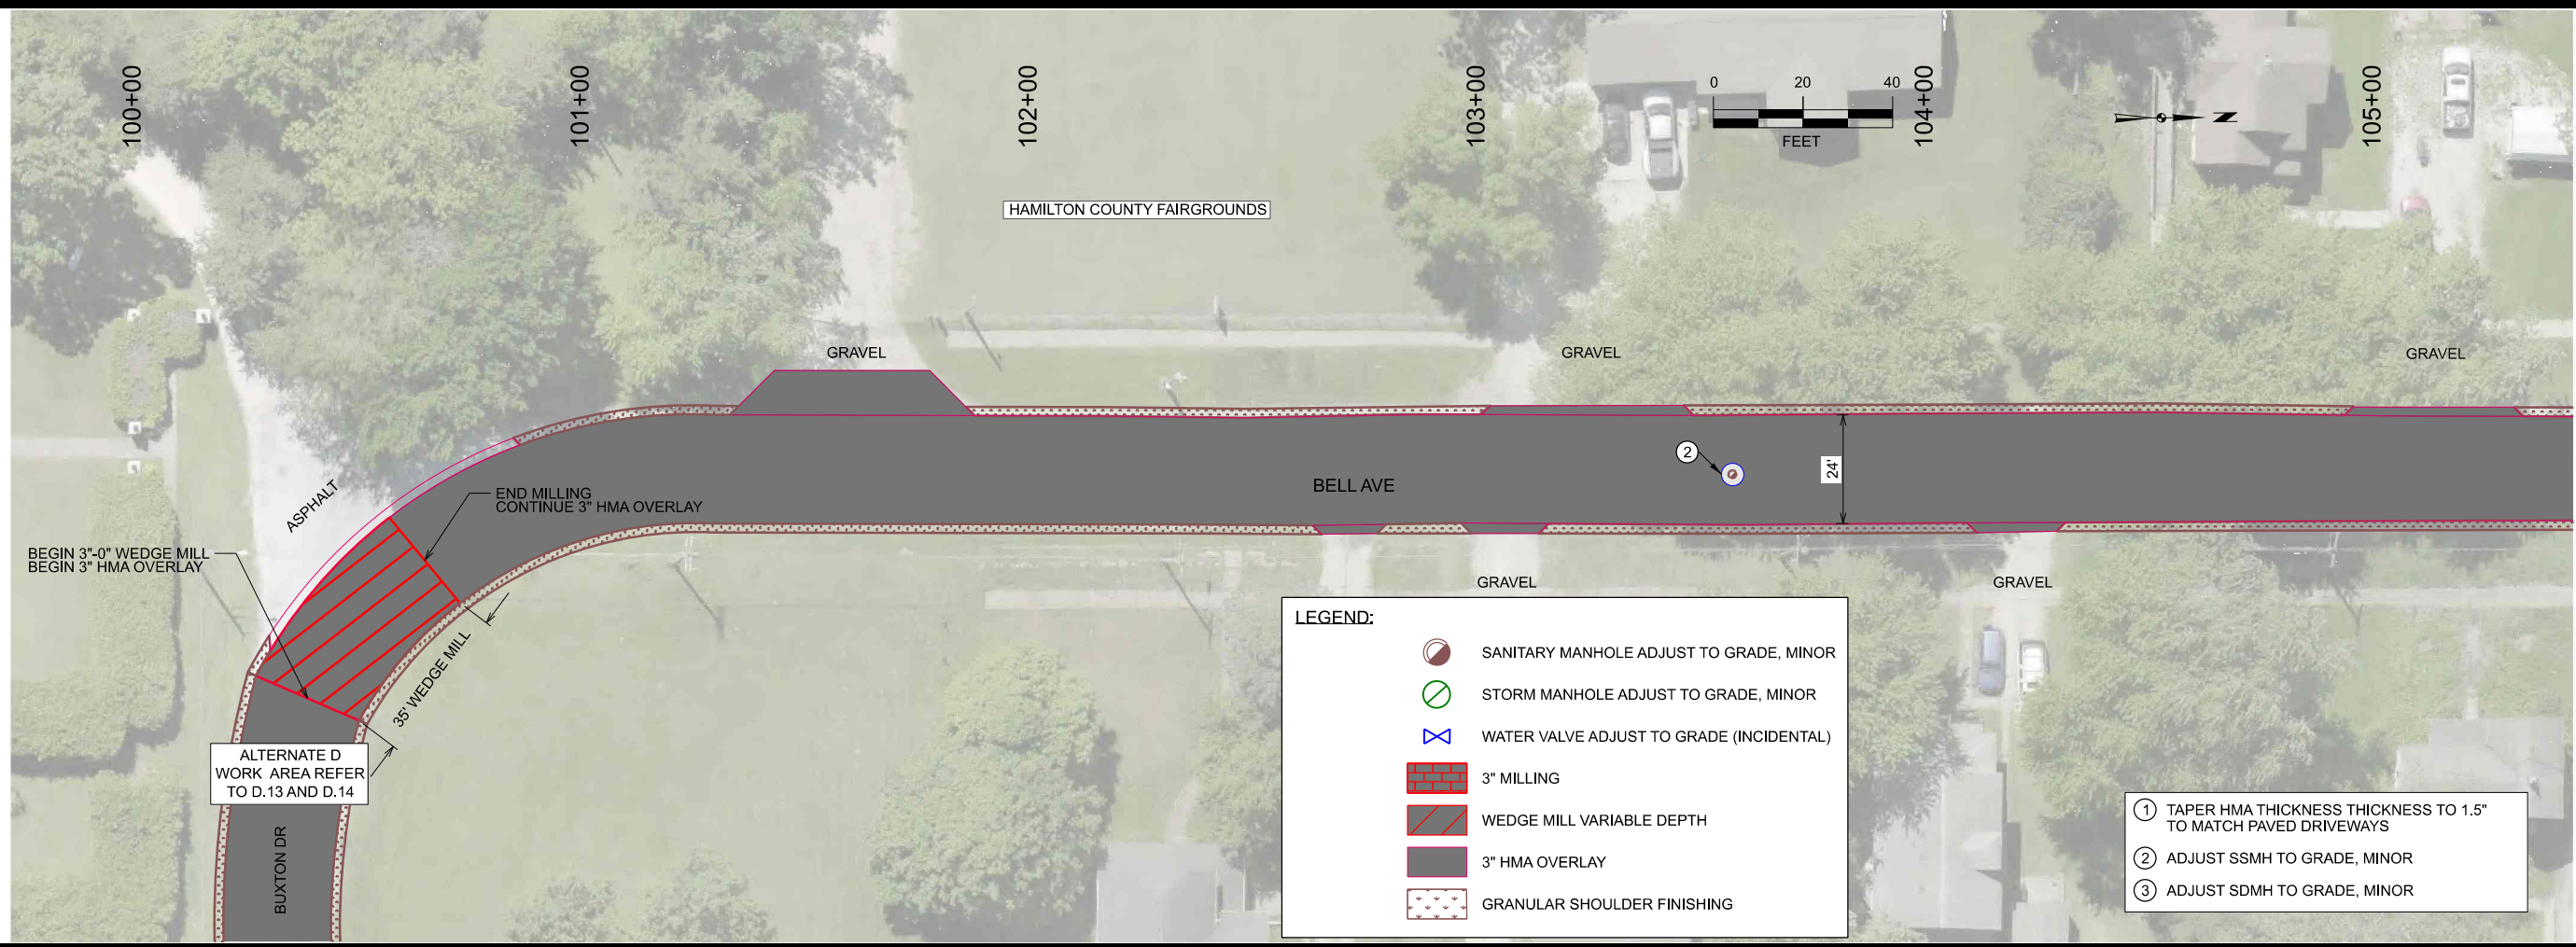 100+00
101+00
102+00
103+00
104+00
105+00
0 20 40
FEET
N
HAMILTON COUNTY FAIRGROUNDS
GRAVEL
GRAVEL
GRAVEL
ASPHALT
END MILLING
CONTINUE 3" HMA OVERLAY
BELL AVE
2
24'
BEGIN 3"-0" WEDGE MILL
BEGIN 3" HMA OVERLAY
35' WEDGE MILL
GRAVEL
GRAVEL
ALTERNATE D
WORK AREA REFER
TO D.13 AND D.14
BUXTON DR
LEGEND:
SANITARY MANHOLE ADJUST TO GRADE, MINOR
STORM MANHOLE ADJUST TO GRADE, MINOR
WATER VALVE ADJUST TO GRADE (INCIDENTAL)
3" MILLING
WEDGE MILL VARIABLE DEPTH
3" HMA OVERLAY
GRANULAR SHOULDER FINISHING
1 TAPER HMA THICKNESS THICKNESS TO 1.5"
TO MATCH PAVED DRIVEWAYS
2 ADJUST SSMH TO GRADE, MINOR
3 ADJUST SDMH TO GRADE, MINOR